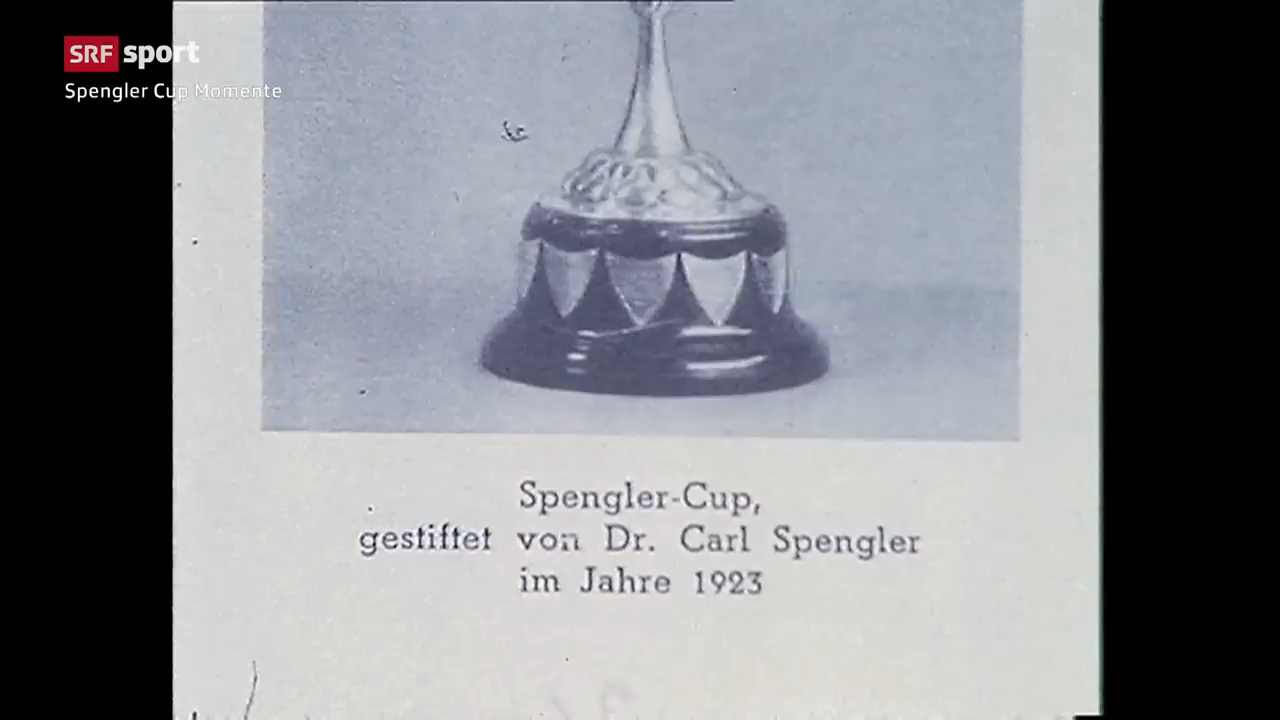 SRF sport
Spengler Cup Momente
Spengler-Cup,
gestiftet von Dr. Carl Spengler
im Jahre 1923